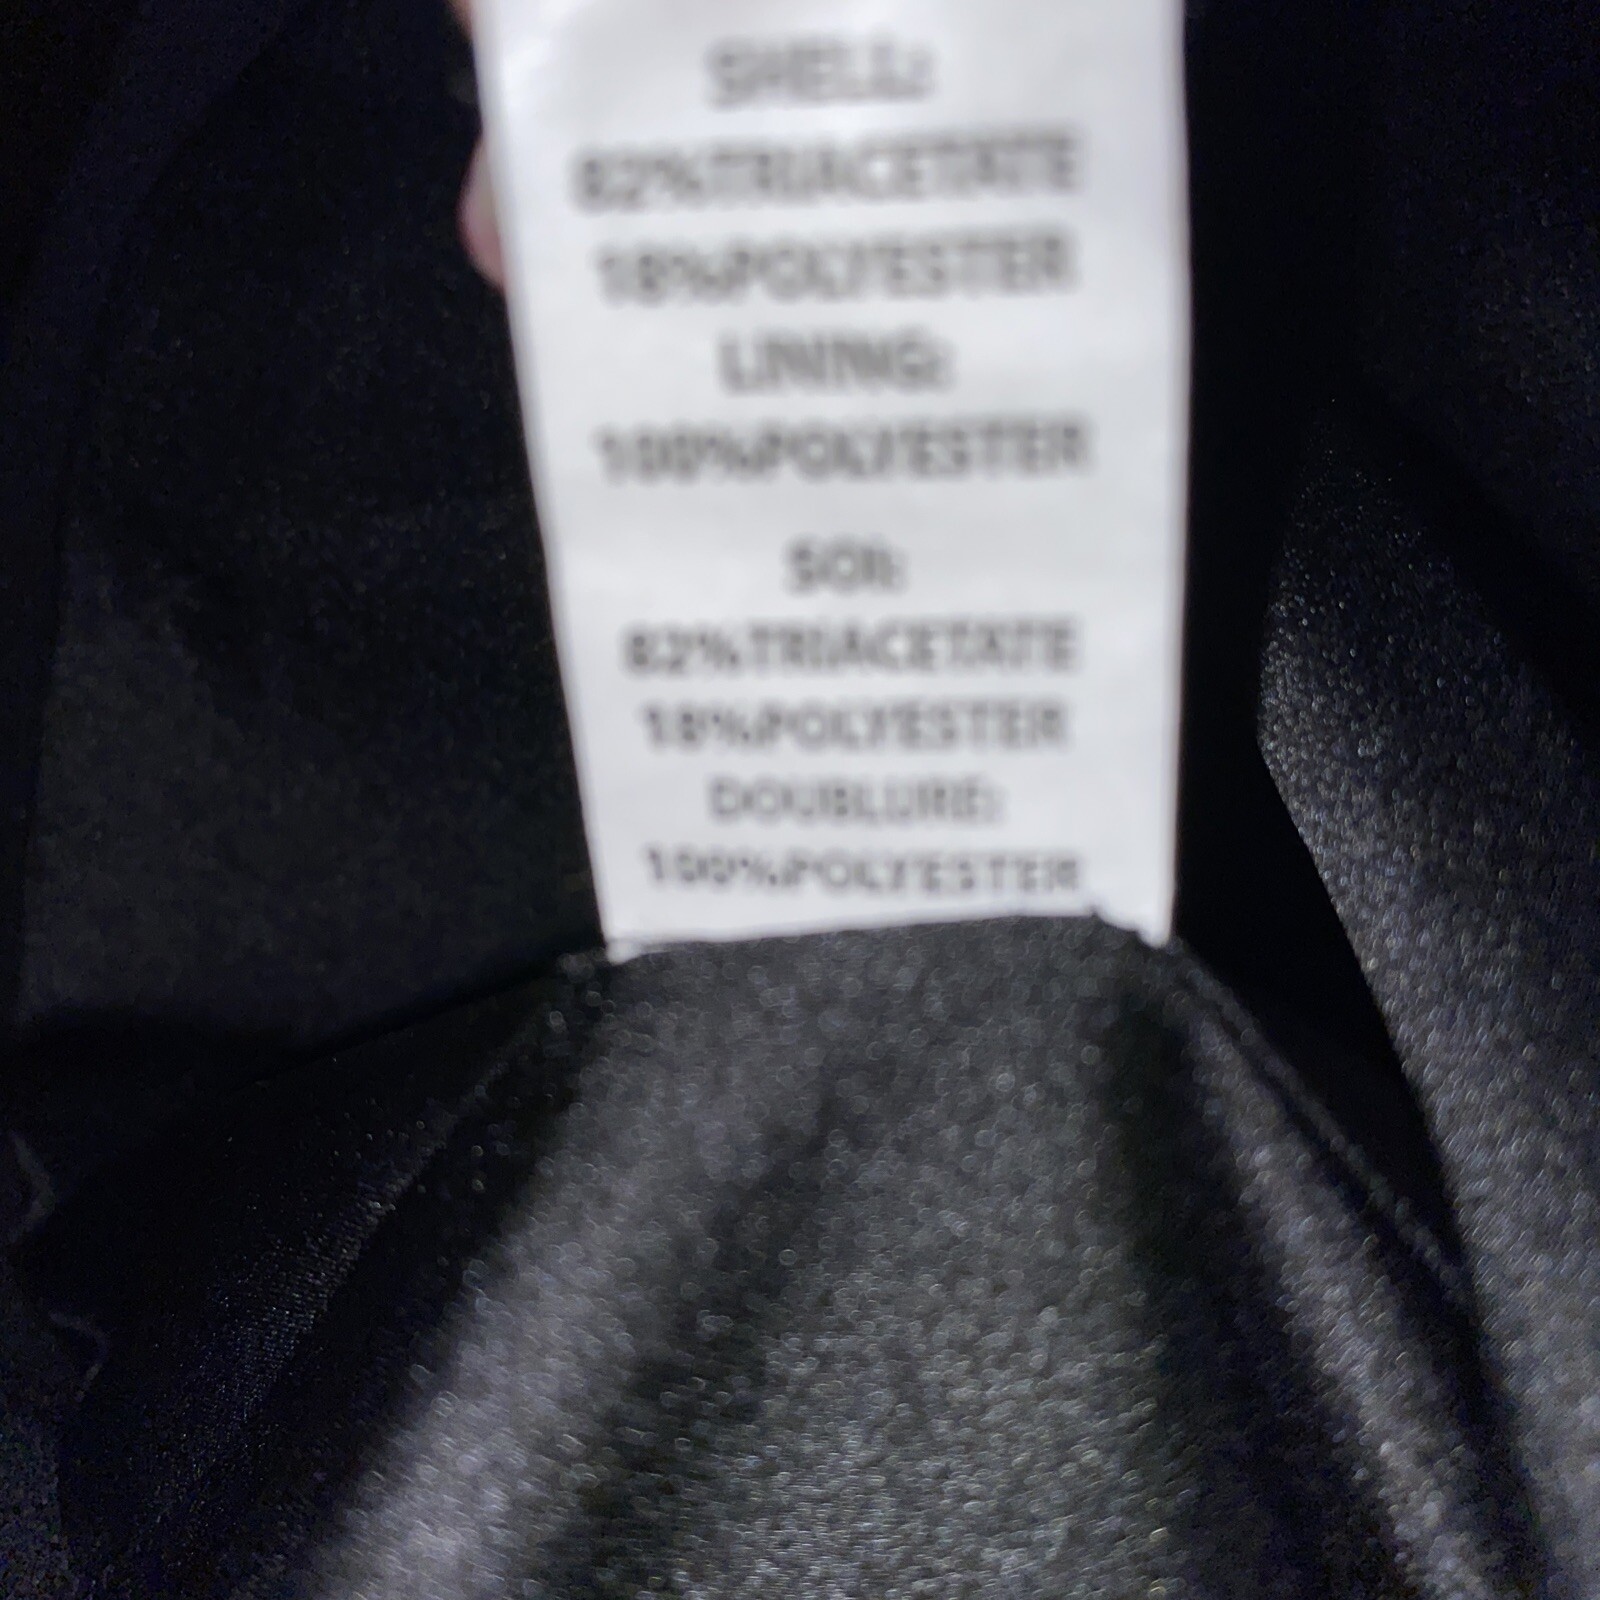 SHELL:
82%TRIACETATE
18%POLYESTER
LINING:
100%POLYESTER
SOI:
82%TRIACETATE
18%POLYESTER
DOUBLURE:
100%POLYESTER